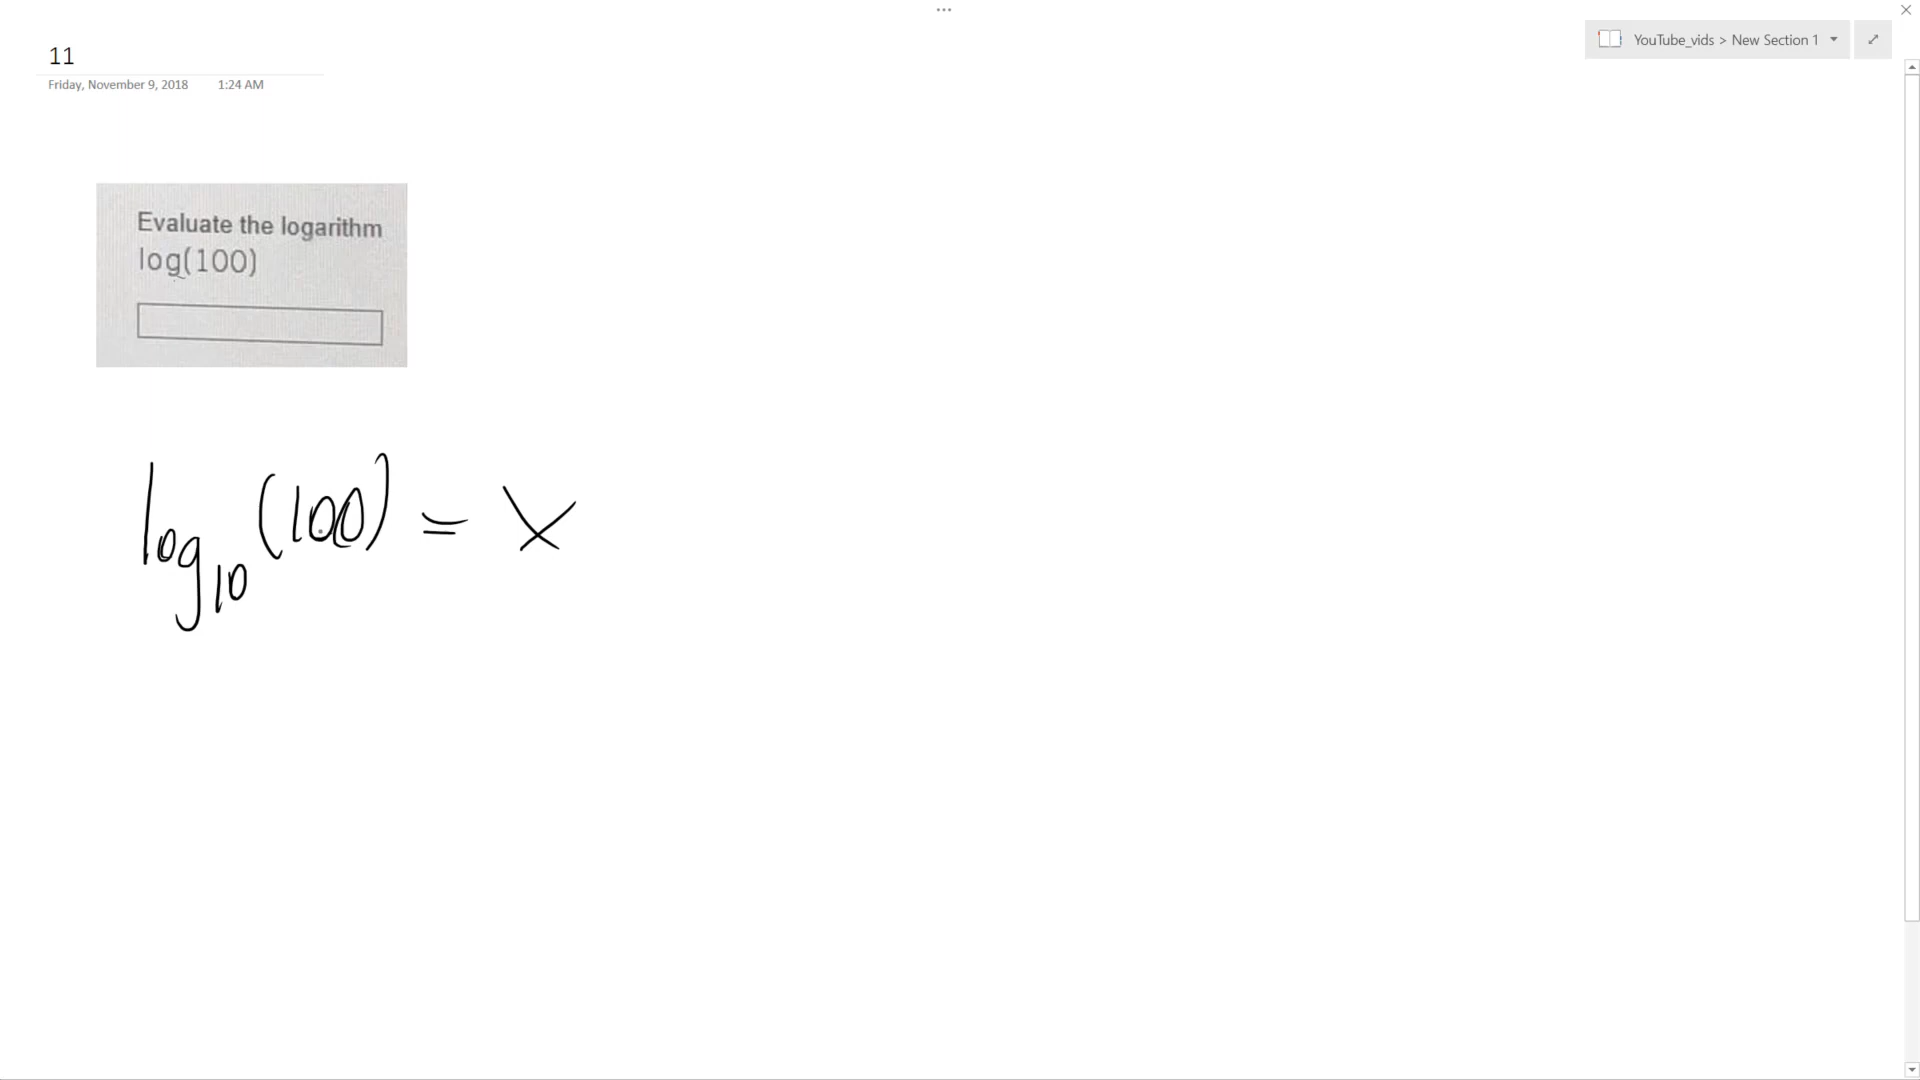 11
YouTube_vids > New Section 1
Friday, November 9, 2018 1:24 AM
Evaluate the logarithm
log(100)
log10 (100) = x